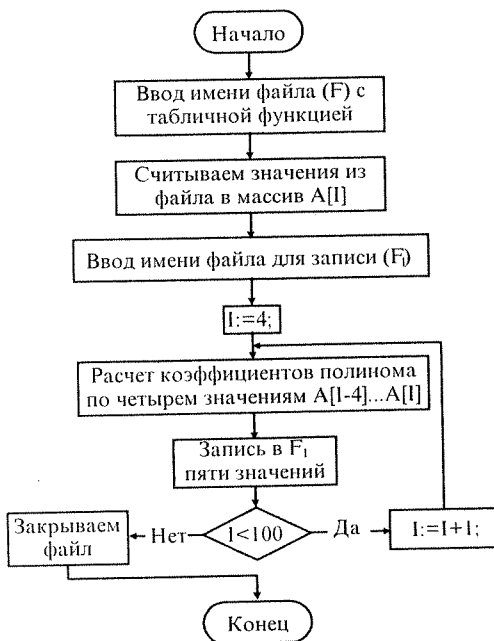 Начало
Ввод имени файла (F) с
табличной функцией
Считываем значения из
файла в массив A[I]
Ввод имени файла для записи (F₁)
I:=4;
Расчет коэффициентов полинома
по четырем значениям A[I-4]...A[I]
Запись в F₁
пяти значений
I<100
Нет
Да
Закрываем
файл
I:=I+1;
Конец